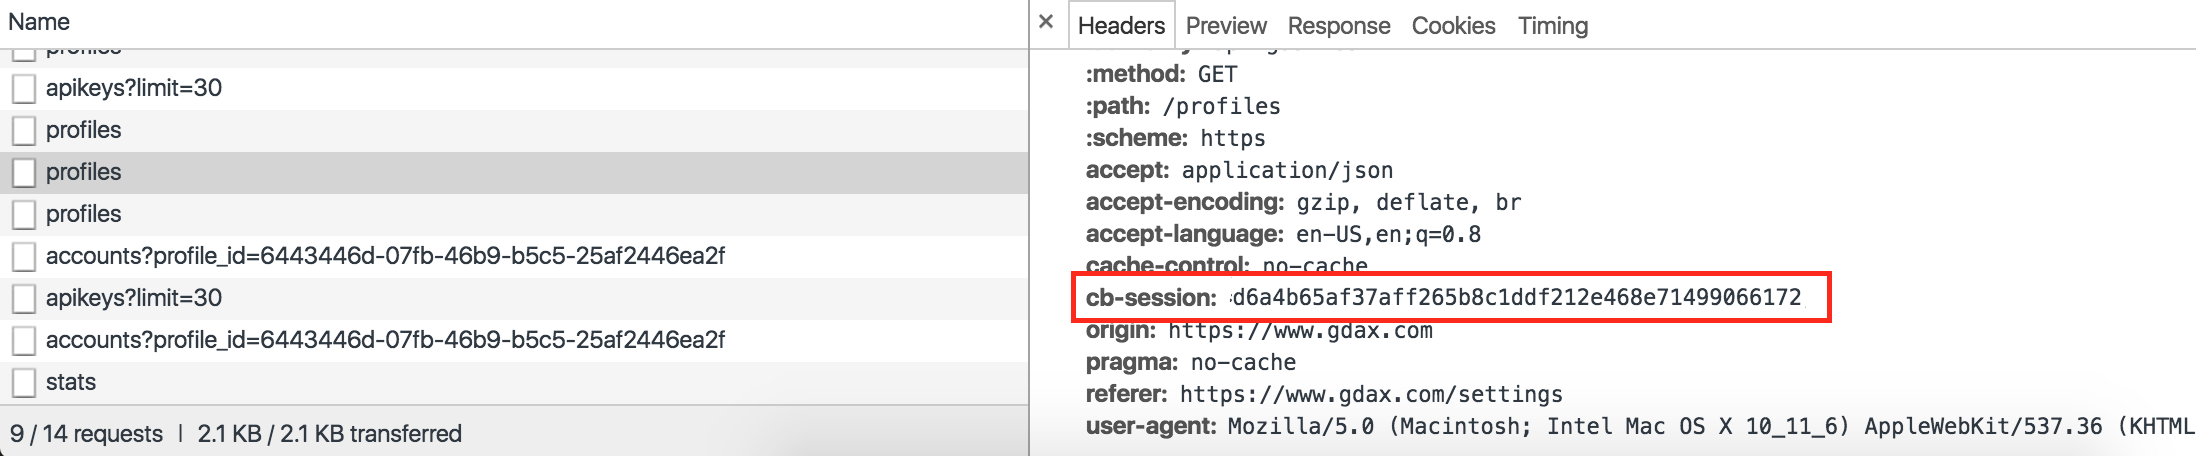 Name
profiles
apikeys?limit=30
profiles
profiles
profiles
accounts?profile_id=6443446d-07fb-46b9-b5c5-25af2446ea2f
apikeys?limit=30
accounts?profile_id=6443446d-07fb-46b9-b5c5-25af2446ea2f
stats
9 / 14 requests | 2.1 KB / 2.1 KB transferred
× Headers Preview Response Cookies Timing
:method: GET
:path: /profiles
:scheme: https
accept: application/json
accept-encoding: gzip, deflate, br
accept-language: en-US,en;q=0.8
cache-control: no-cache
cb-session: d6a4b65af37aff265b8c1ddf212e468e71499066172
origin: https://www.gdax.com
pragma: no-cache
referer: https://www.gdax.com/settings
user-agent: Mozilla/5.0 (Macintosh; Intel Mac OS X 10_11_6) AppleWebKit/537.36 (KHTML